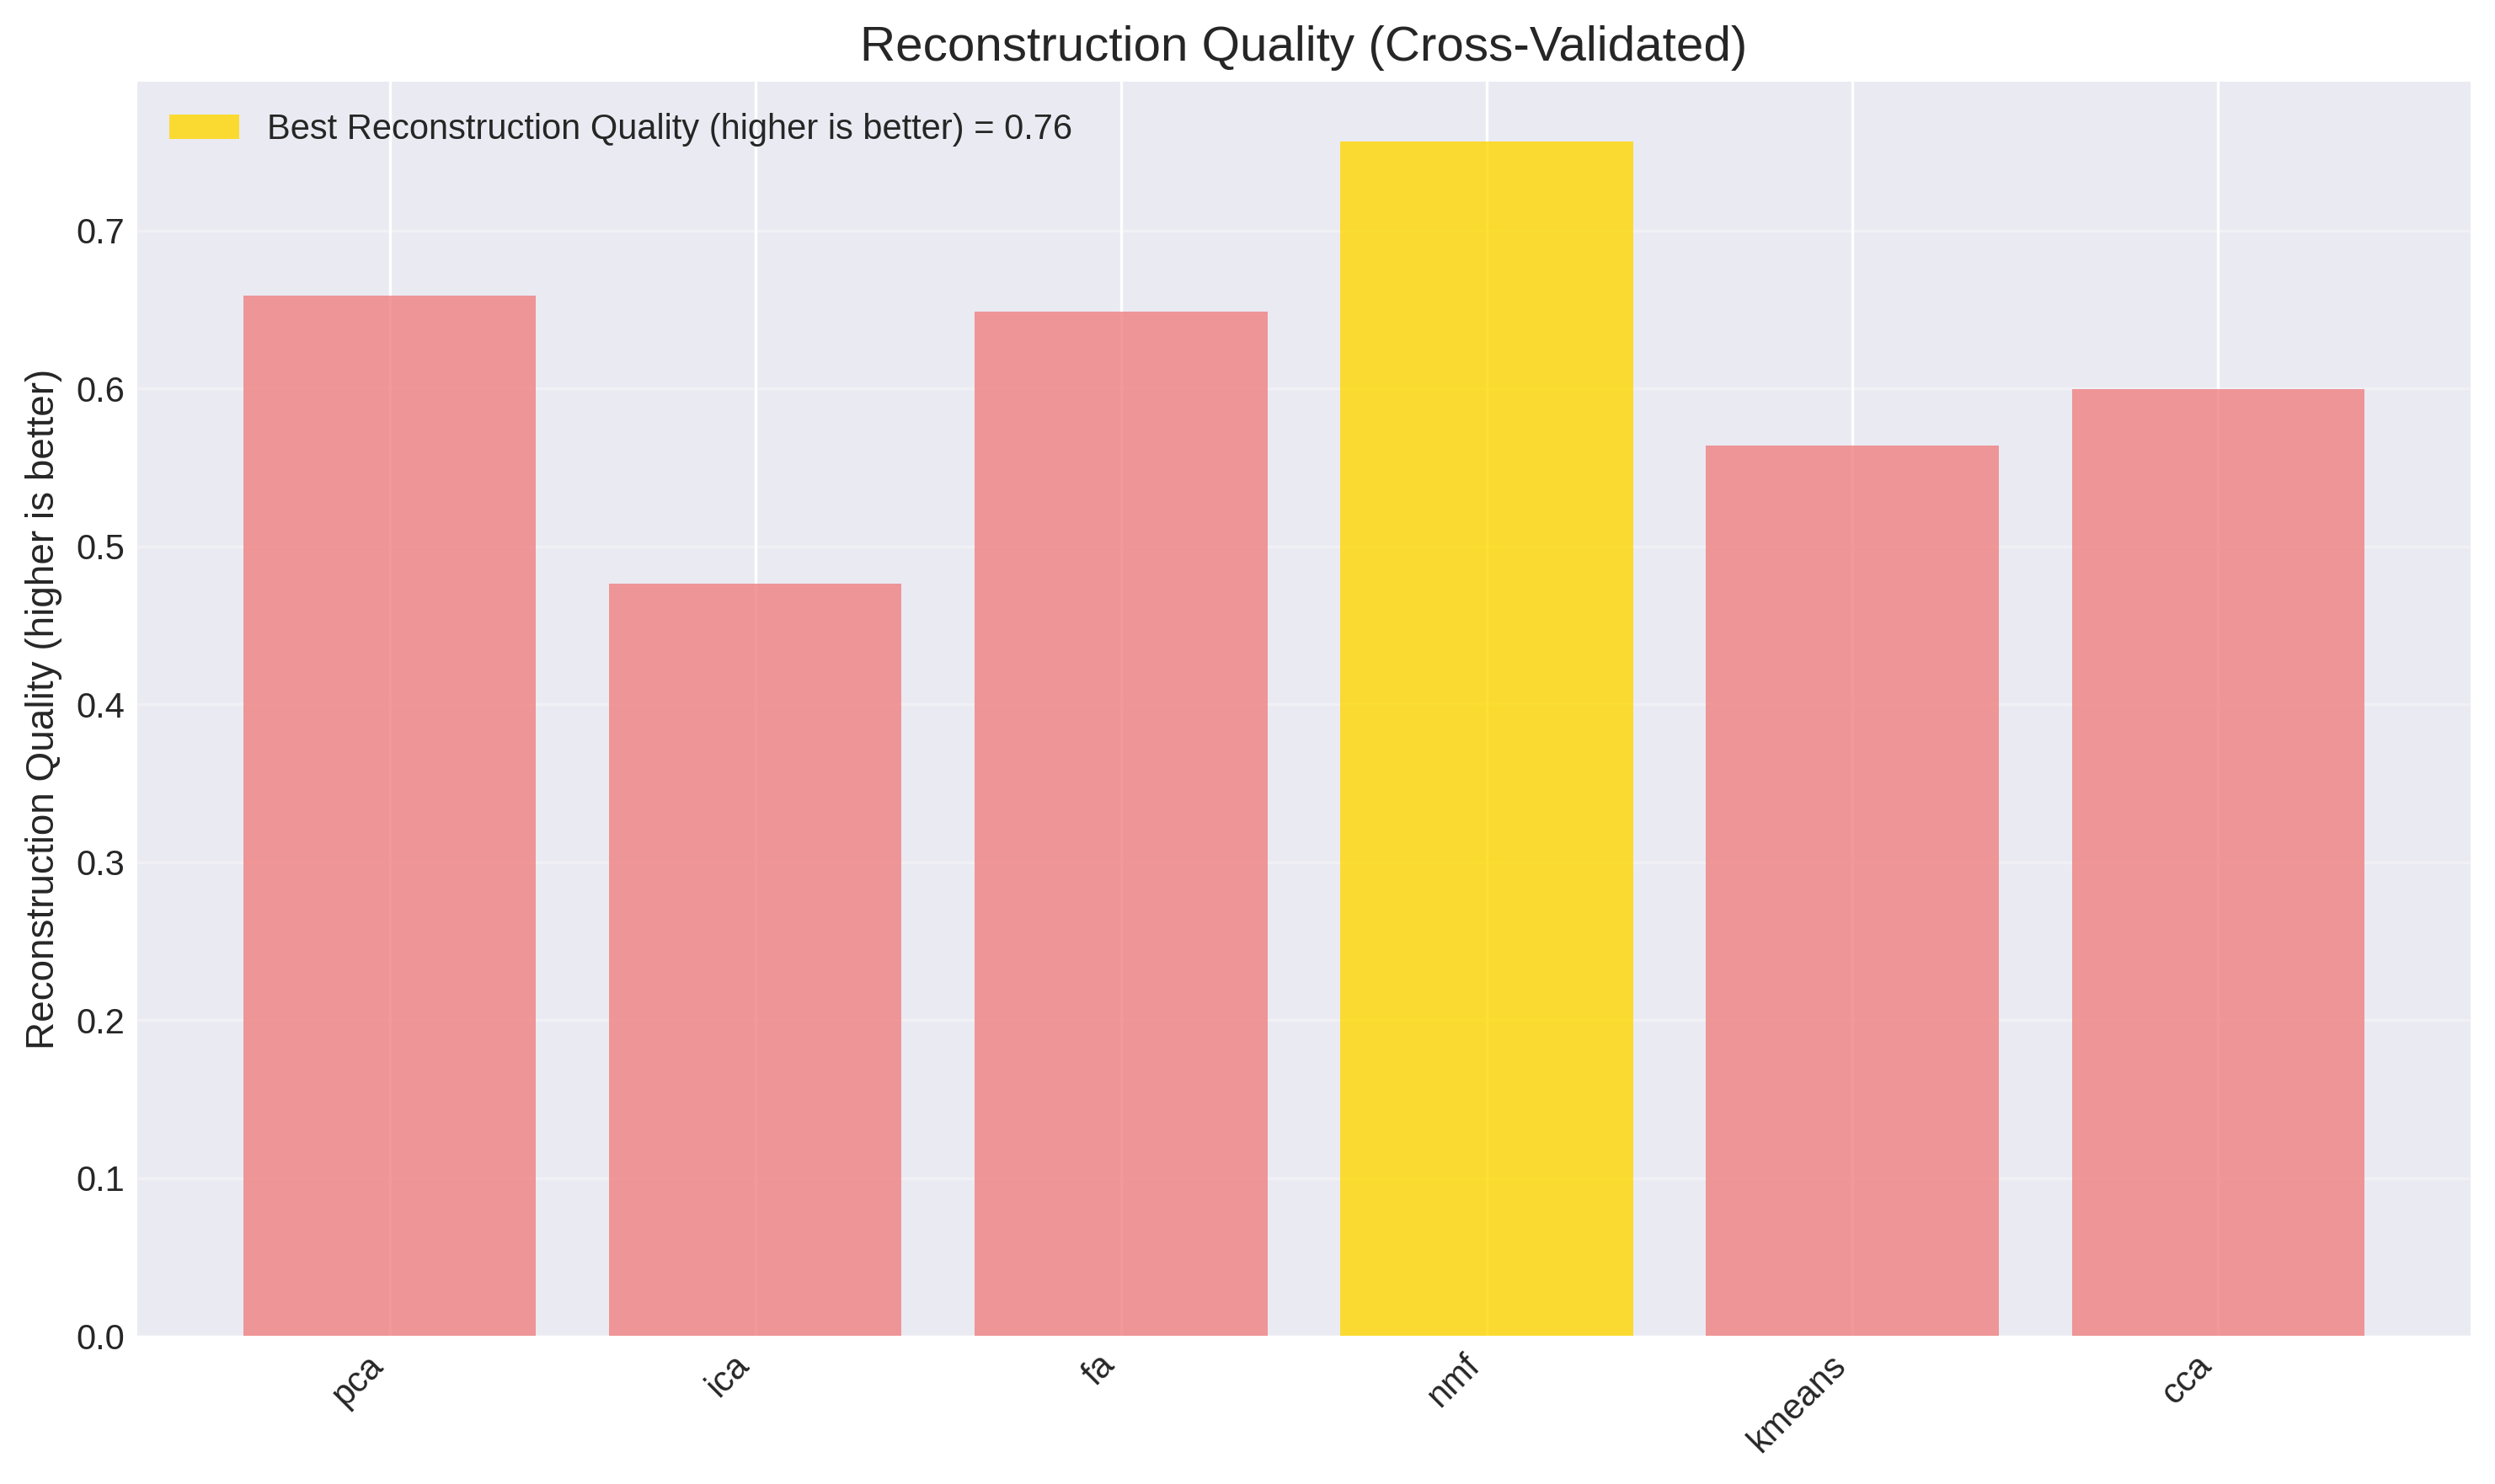 Reconstruction Quality (Cross-Validated)
Best Reconstruction Quality (higher is better) = 0.76
Reconstruction Quality (higher is better)
0.7
0.6
0.5
0.4
0.3
0.2
0.1
0.0
pca
ica
fa
nmf
kmeans
cca